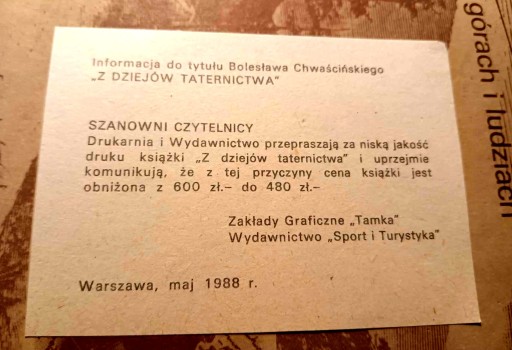 Informacja do tytułu Bolesława Chwaścińskiego
„Z DZIEJÓW TATERNICTWA"
SZANOWNI CZYTELNICY
Drukarnia i Wydawnictwo przepraszają za niską jakość
druku książki „Z dziejów taternictwa" i uprzejmie
komunikują, że z tej przyczyny cena książki jest
obniżona z 600 zł.— do 480 zł.—
Zakłady Graficzne „Tamka"
Wydawnictwo „Sport i Turystyka"
Warszawa, maj 1988 r.
górach i ludziach